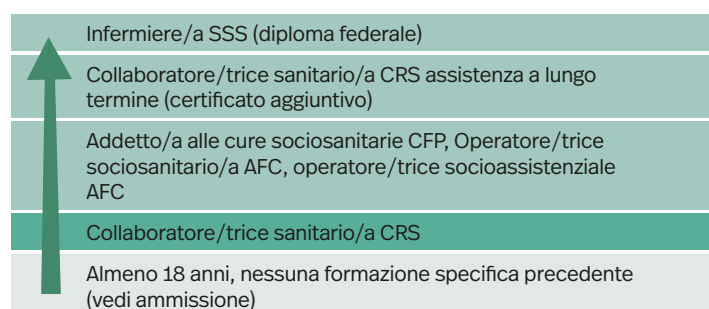 Infermiere/a SSS (diploma federale)
Collaboratore/trice sanitario/a CRS assistenza a lungo
termine (certificato aggiuntivo)
Addetto/a alle cure sociosanitarie CFP, Operatore/trice
sociosanitario/a AFC, operatore/trice socioassistenziale
AFC
Collaboratore/trice sanitario/a CRS
Almeno 18 anni, nessuna formazione specifica precedente
(vedi ammissione)